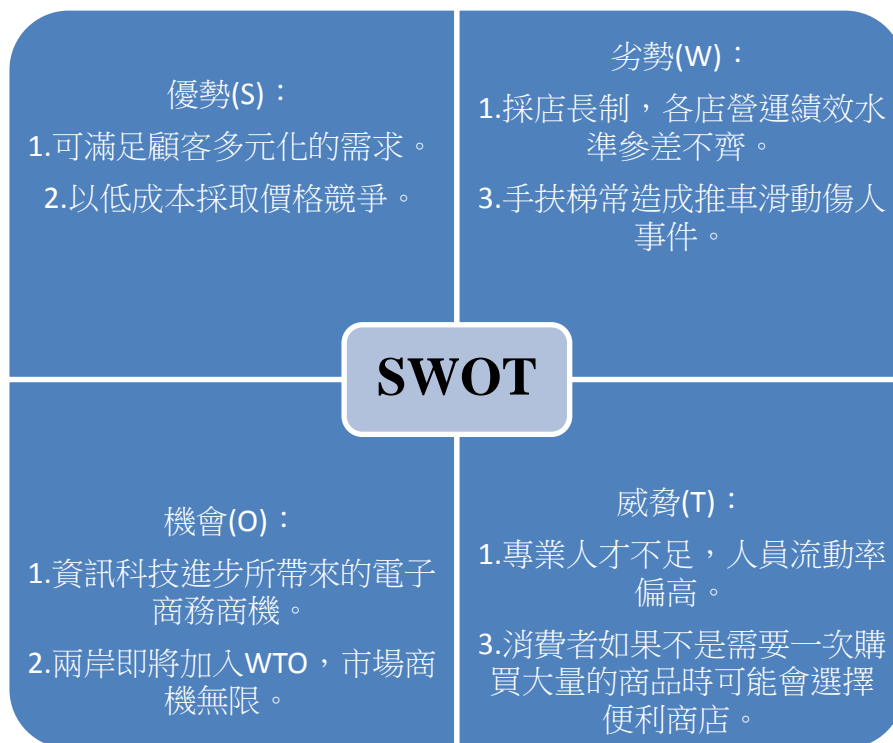 優勢(S)：
1.可滿足顧客多元化的需求。
2.以低成本採取價格競爭。
劣勢(W)：
1.採店長制，各店營運績效水
準參差不齊。
3.手扶梯常造成推車滑動傷人
事件。
SWOT
機會(O)：
1.資訊科技進步所帶來的電子
商務商機。
2.兩岸即將加入WTO，市場商
機無限。
威脅(T)：
1.專業人才不足，人員流動率
偏高。
3.消費者如果不是需要一次購
買大量的商品時可能會選擇
便利商店。